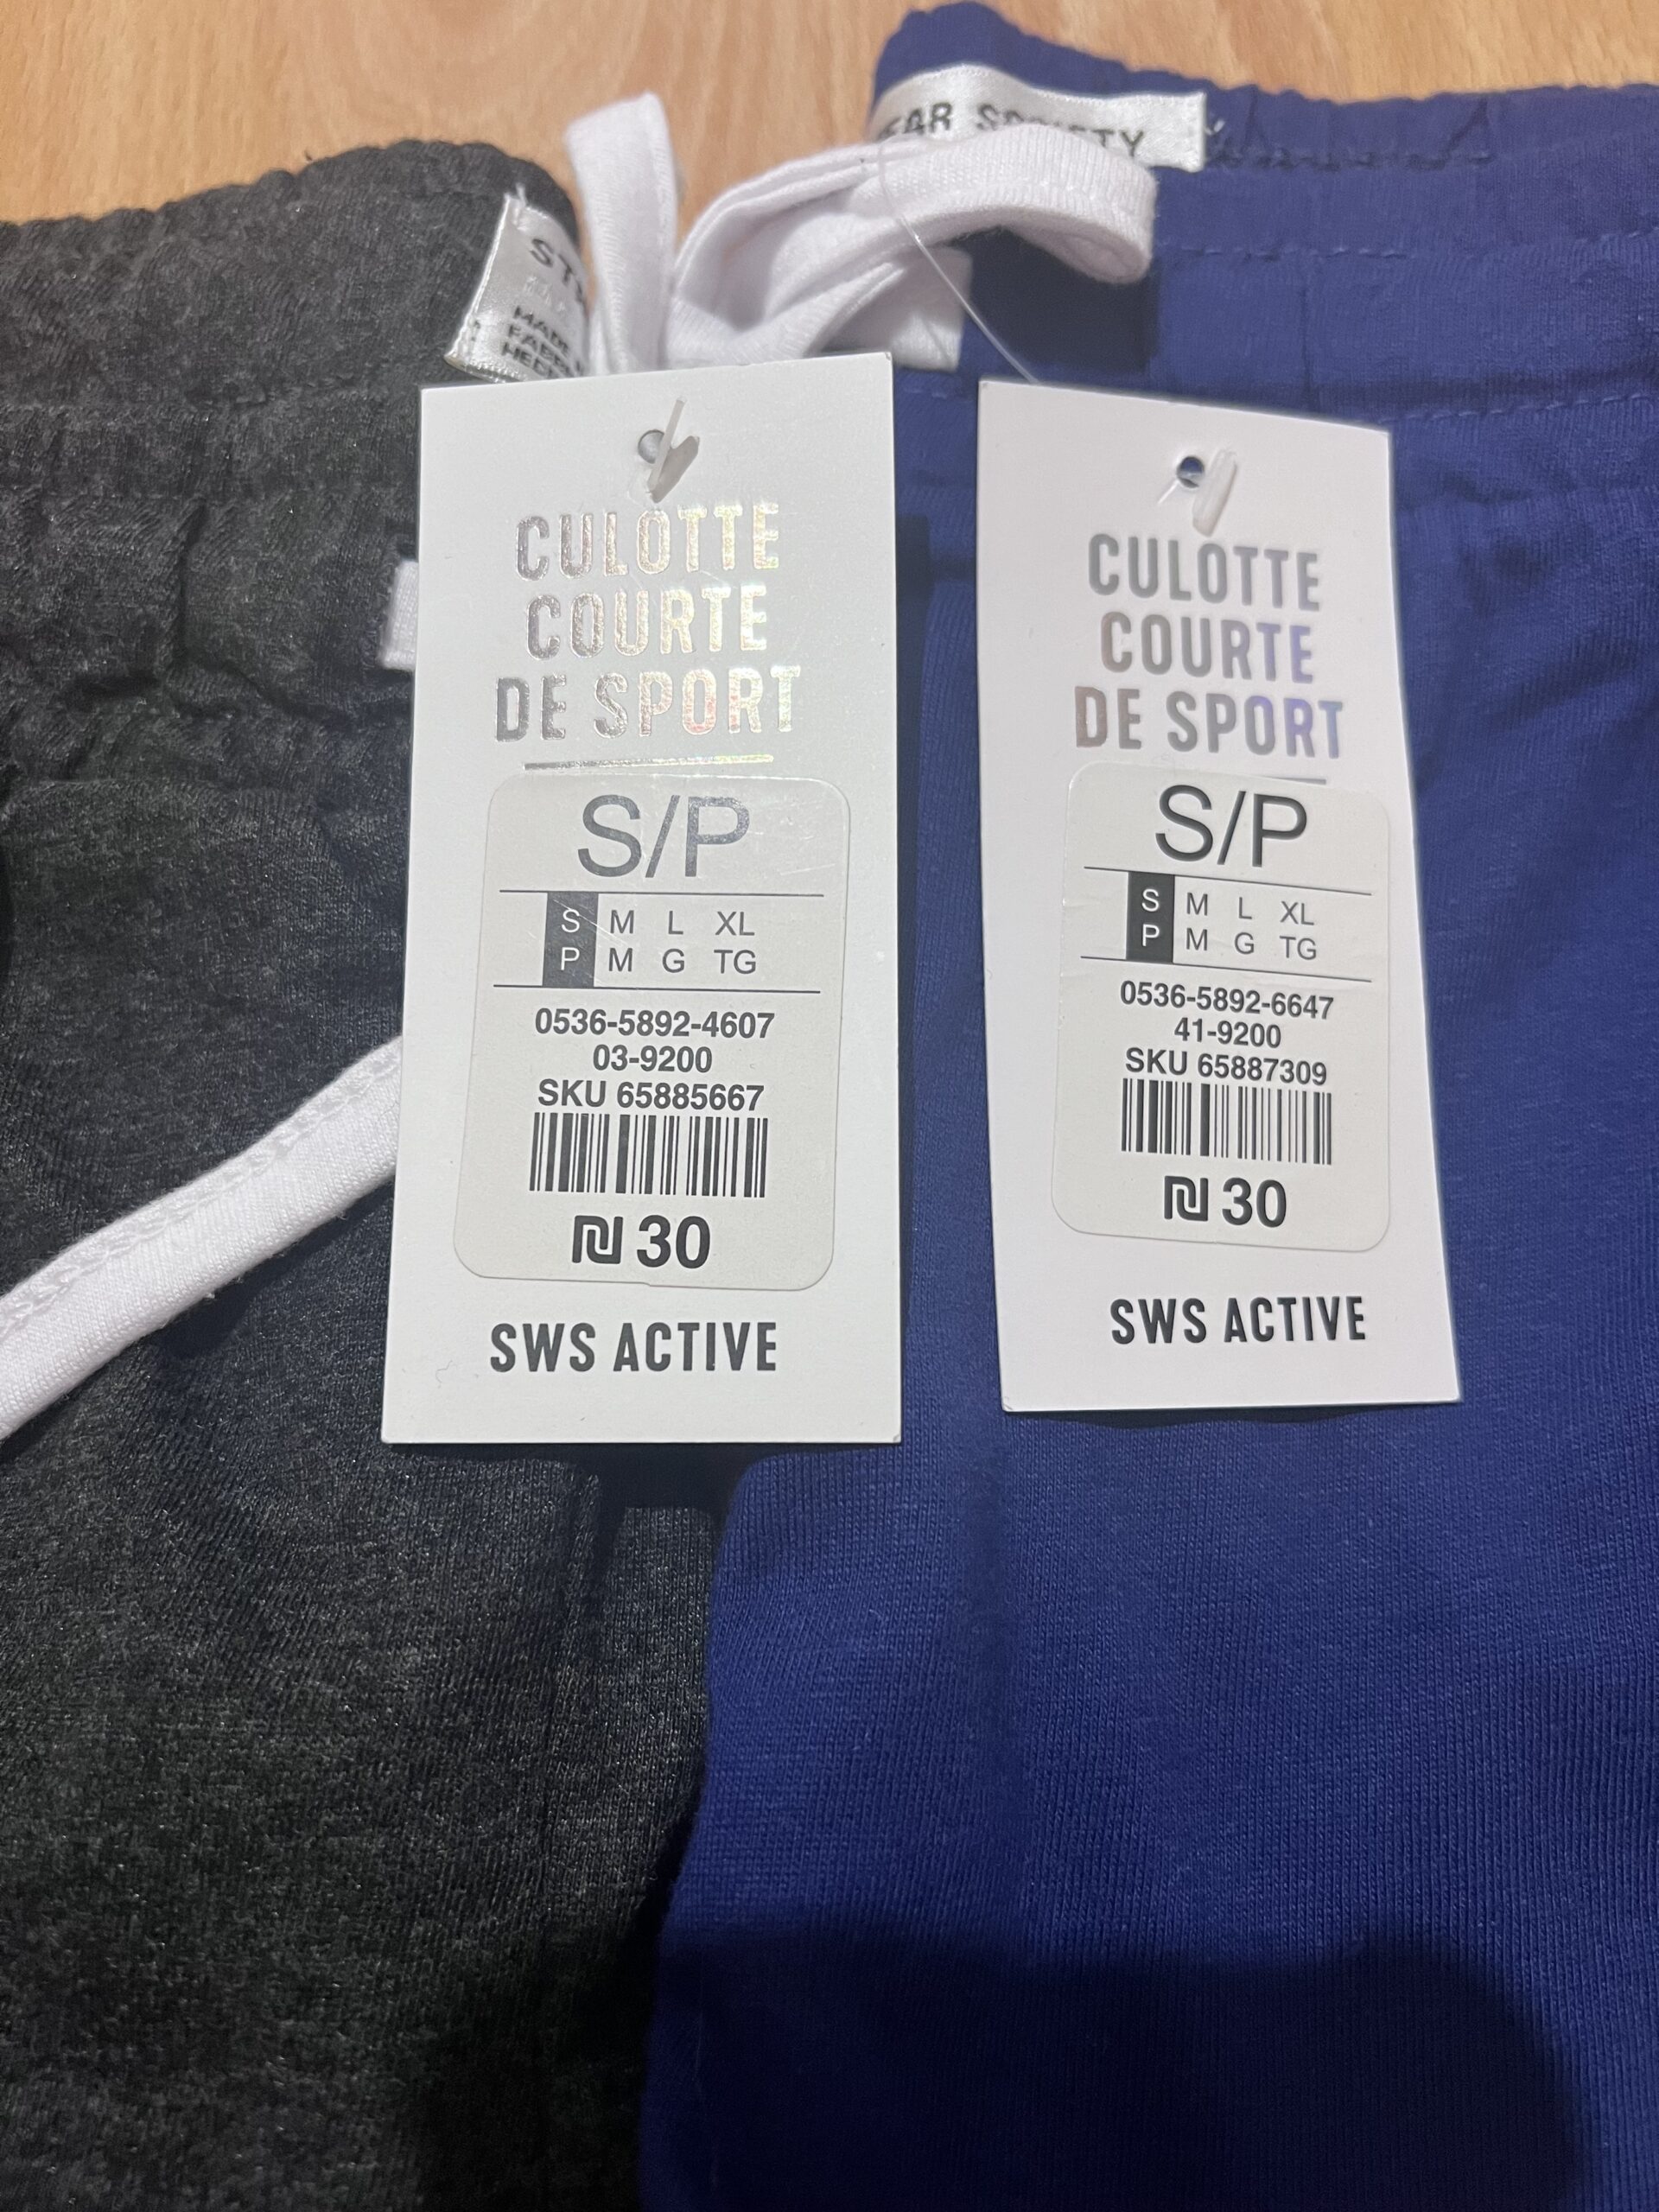 SOCIETY
CULOTTE
COURTE
DE SPORT
S/P
S M L XL
P M G TG
0536-5892-4607
03-9200
SKU 65885667
₪ 30
SWS ACTIVE
CULOTTE
COURTE
DE SPORT
S/P
S M L XL
P M G TG
0536-5892-6647
41-9200
SKU 65887309
₪ 30
SWS ACTIVE